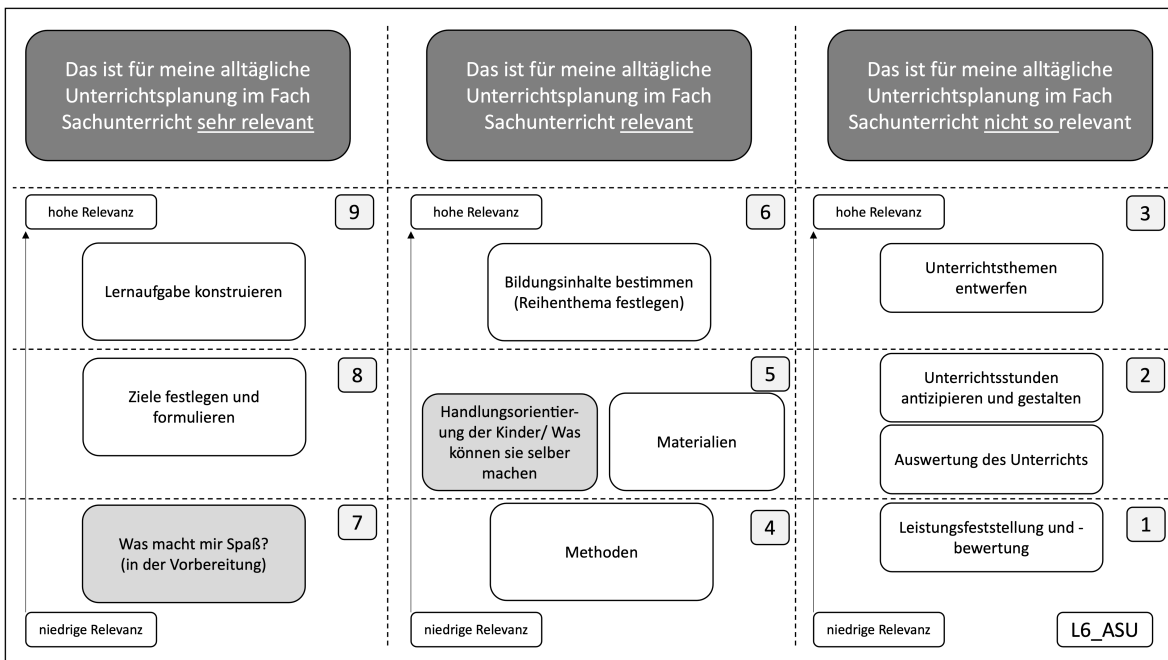 Das ist für meine alltägliche
Unterrichtsplanung im Fach
Sachunterricht sehr relevant
Das ist für meine alltägliche
Unterrichtsplanung im Fach
Sachunterricht relevant
Das ist für meine alltägliche
Unterrichtsplanung im Fach
Sachunterricht nicht so relevant
hohe Relevanz
9
Lernaufgabe konstruieren
8
Ziele festlegen und
formulieren
7
Was macht mir Spaß?
(in der Vorbereitung)
niedrige Relevanz
hohe Relevanz
6
Bildungsinhalte bestimmen
(Reihenthema festlegen)
5
Handlungsorientier-
ung der Kinder/ Was
können sie selber
machen
Materialien
4
Methoden
niedrige Relevanz
hohe Relevanz
3
Unterrichtsthemen
entwerfen
2
Unterrichtsstunden
antizipieren und gestalten
Auswertung des Unterrichts
1
Leistungsfeststellung und -
bewertung
niedrige Relevanz
L6_ASU